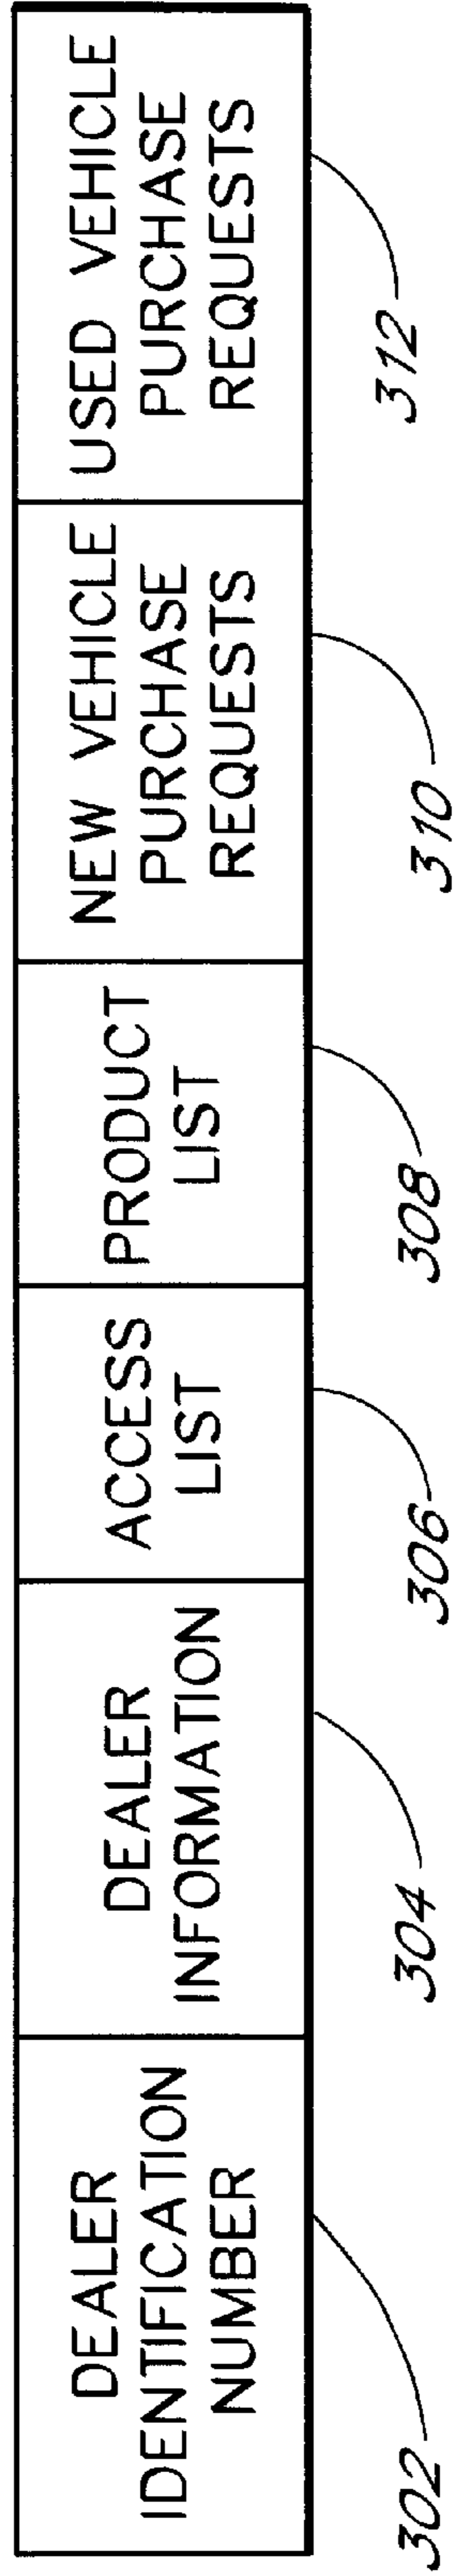 DEALER
IDENTIFICATION
NUMBER
DEALER
INFORMATION
ACCESS
LIST
PRODUCT
LIST
NEW VEHICLE
PURCHASE
REQUESTS
USED VEHICLE
PURCHASE
REQUESTS
302
304
306
308
310
312